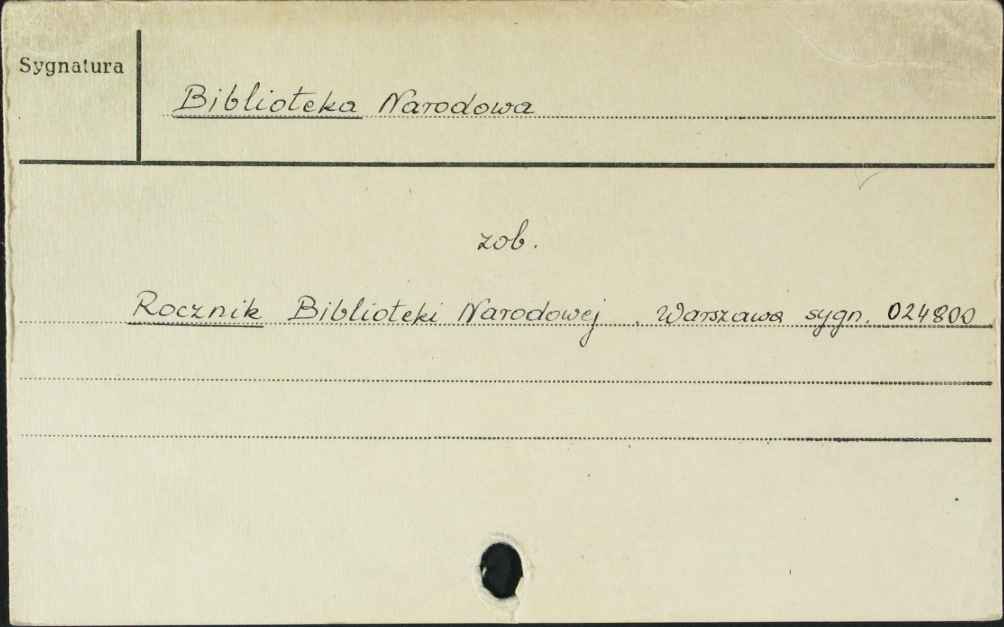 Sygnatura
Biblioteka Narodowa
zob.
Rocznik Biblioteki Narodowej. Warszawa sygn. 024800